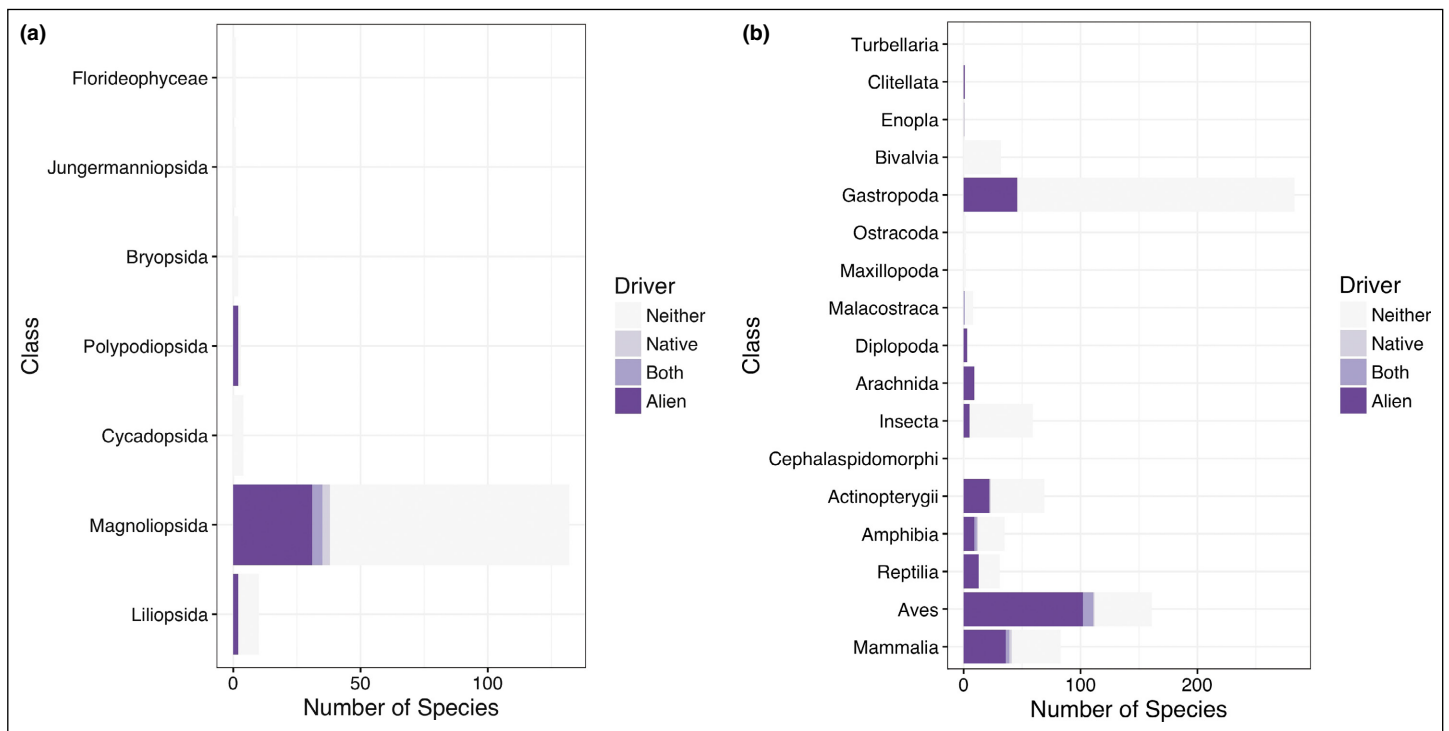 (a)
Florideophyceae
Jungermanniopsida
Bryopsida
Polypodiopsida
Cycadopsida
Magnoliopsida
Liliopsida
Class
0 50 100
Number of Species
Driver
Neither
Native
Both
Alien
(b)
Turbellaria
Clitellata
Enopla
Bivalvia
Gastropoda
Ostracoda
Maxillopoda
Malacostraca
Diplopoda
Arachnida
Insecta
Cephalaspidomorphi
Actinopterygii
Amphibia
Reptilia
Aves
Mammalia
Class
0 100 200
Number of Species
Driver
Neither
Native
Both
Alien